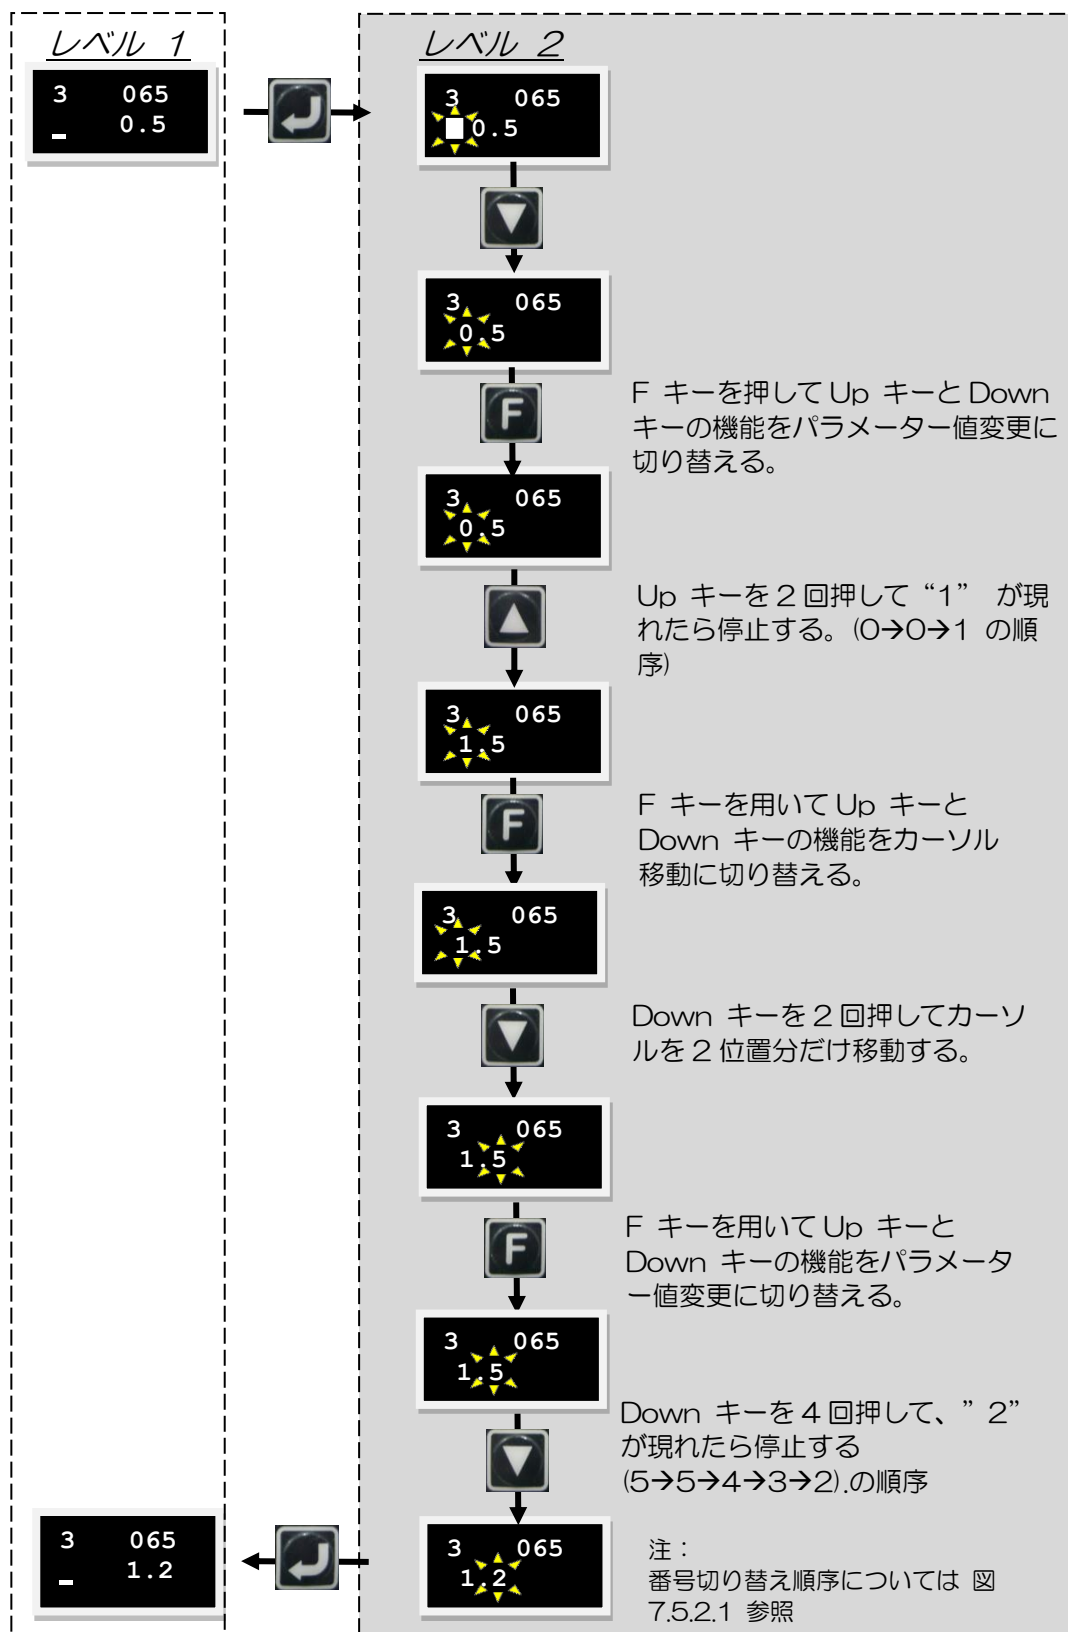 レベル 1
レベル 2
3 065
_ 0.5
3 065
0.5
3 065
0.5
F
F キーを押して Up キーと Down
キーの機能をパラメーター値変更に
切り替える。
3 065
0.5
Up キーを 2 回押して “1” が現
れたら停止する。(0→0→1 の順
序)
3 065
1.5
F
F キーを用いて Up キーと
Down キーの機能をカーソル
移動に切り替える。
3 065
1.5
Down キーを 2 回押してカーソ
ルを 2 位置分だけ移動する。
3 065
1.5
F
F キーを用いて Up キーと
Down キーの機能をパラメータ
ー値変更に切り替える。
3 065
1.5
Down キーを 4 回押して、” 2”
が現れたら停止する
(5→5→4→3→2).の順序
3 065
_ 1.2
3 065
1.2
注：
番号切り替え順序については 図
7.5.2.1 参照